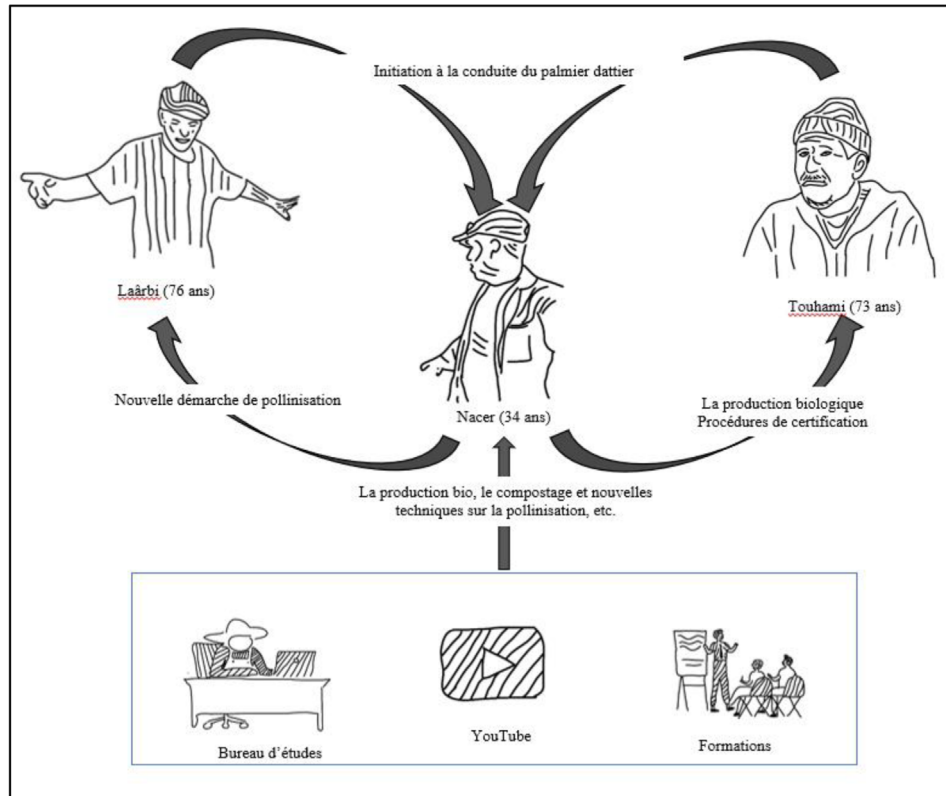 Initiation à la conduite du palmier dattier
Laârbi (76 ans)
Touhami (73 ans)
Nouvelle démarche de pollinisation
Nacer (34 ans)
La production biologique
Procédures de certification
La production bio, le compostage et nouvelles
techniques sur la pollinisation, etc.
Bureau d'études
YouTube
Formations